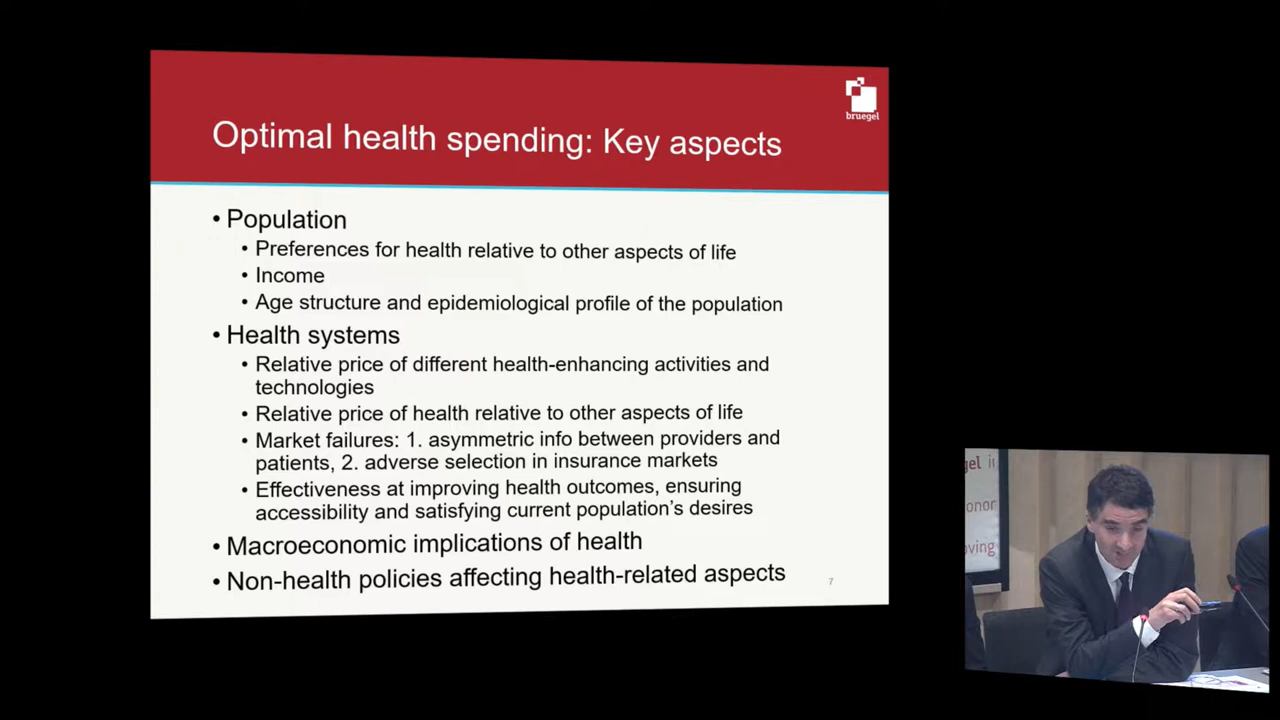 bruegel
Optimal health spending: Key aspects
• Population
• Preferences for health relative to other aspects of life
• Income
• Age structure and epidemiological profile of the population
• Health systems
• Relative price of different health-enhancing activities and
technologies
• Relative price of health relative to other aspects of life
• Market failures: 1. asymmetric info between providers and
patients, 2. adverse selection in insurance markets
• Effectiveness at improving health outcomes, ensuring
accessibility and satisfying current population's desires
• Macroeconomic implications of health
• Non-health policies affecting health-related aspects
7